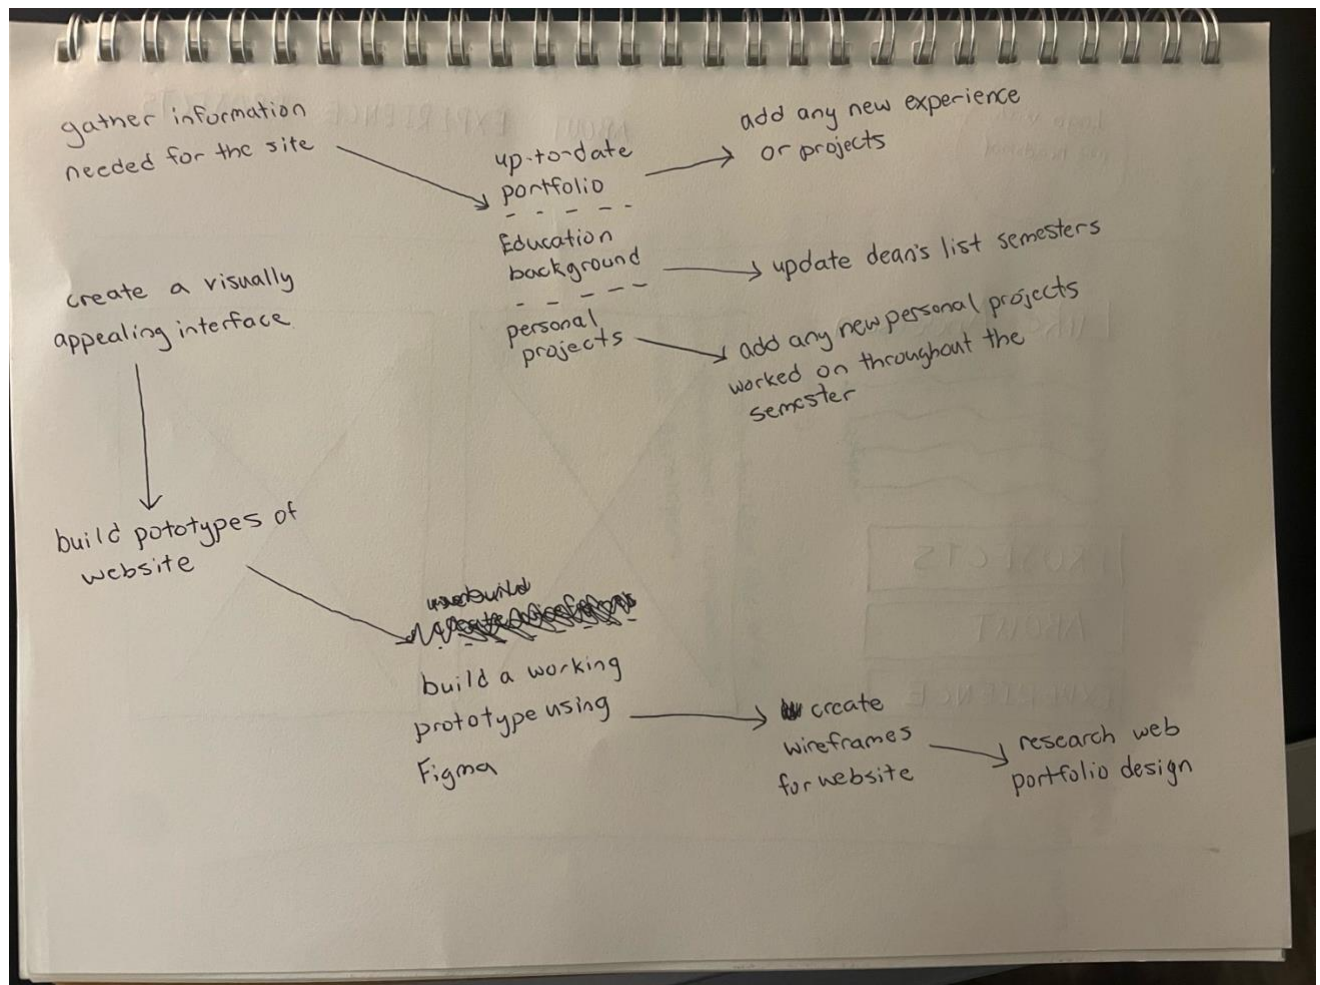 gather information
needed for the site
up-to-date
portfolio
add any new experience
or projects
Education
background
update dean's list semesters
personal
projects
add any new personal projects
worked on throughout the
semester
create a visually
appealing interface
build pototypes of
website
build a working
prototype using
Figma
create
wireframes
for website
research web
portfolio design